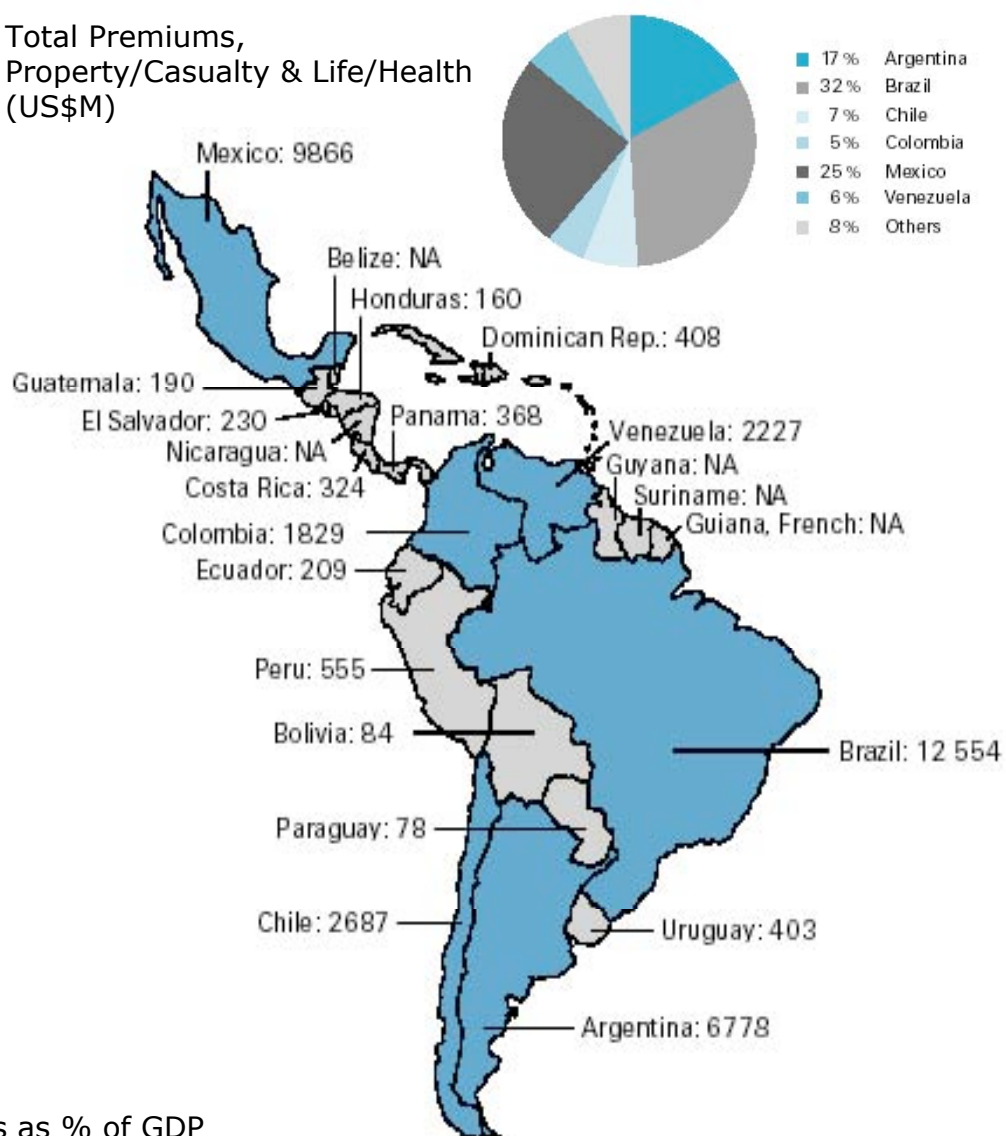 Total Premiums,
Property/Casualty & Life/Health
(US$M)
17% Argentina
32% Brazil
7% Chile
5% Colombia
25% Mexico
6% Venezuela
8% Others
Mexico: 9866
Belize: NA
Honduras: 160
Dominican Rep.: 408
Guatemala: 190
El Salvador: 230
Panama: 368
Nicaragua: NA
Venezuela: 2227
Guyana: NA
Costa Rica: 324
Suriname: NA
Guiana, French: NA
Colombia: 1829
Ecuador: 209
Peru: 555
Bolivia: 84
Brazil: 12 554
Paraguay: 78
Chile: 2687
Uruguay: 403
Argentina: 6778
s as % of GDP